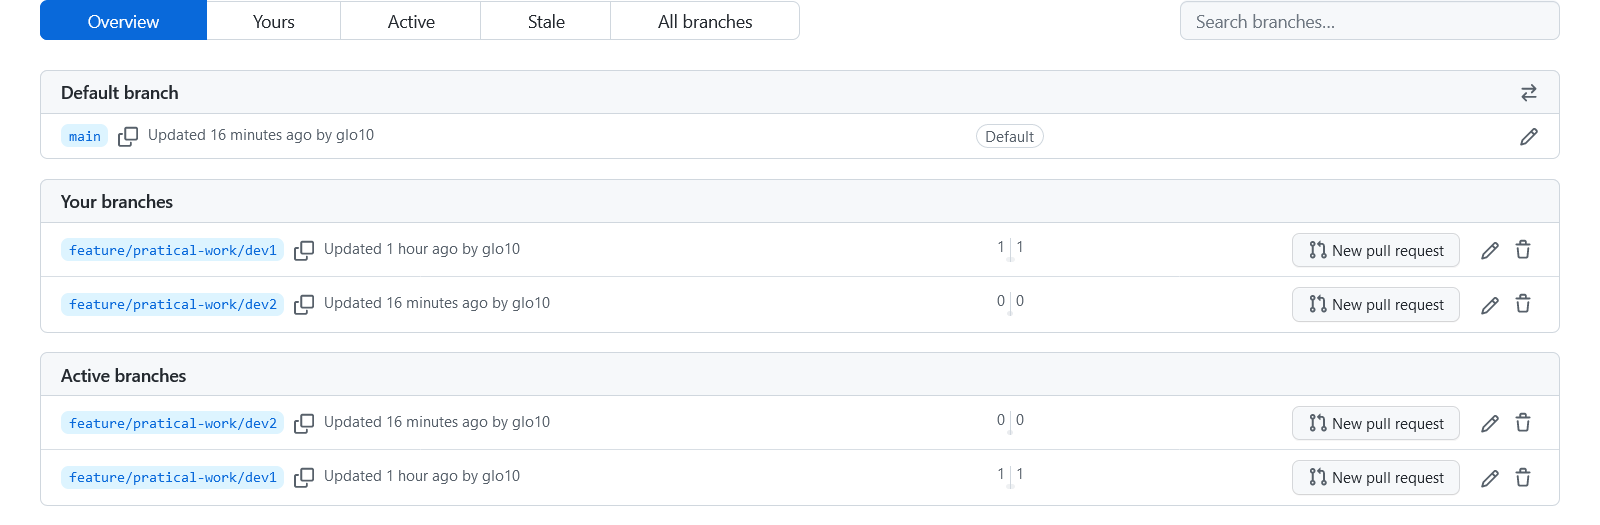 Overview Yours Active Stale All branches Search branches...
Default branch
main Updated 16 minutes ago by glo10 Default
Your branches
feature/pratical-work/dev1 Updated 1 hour ago by glo10 1 1 New pull request
feature/pratical-work/dev2 Updated 16 minutes ago by glo10 0 0 New pull request
Active branches
feature/pratical-work/dev2 Updated 16 minutes ago by glo10 0 0 New pull request
feature/pratical-work/dev1 Updated 1 hour ago by glo10 1 1 New pull request